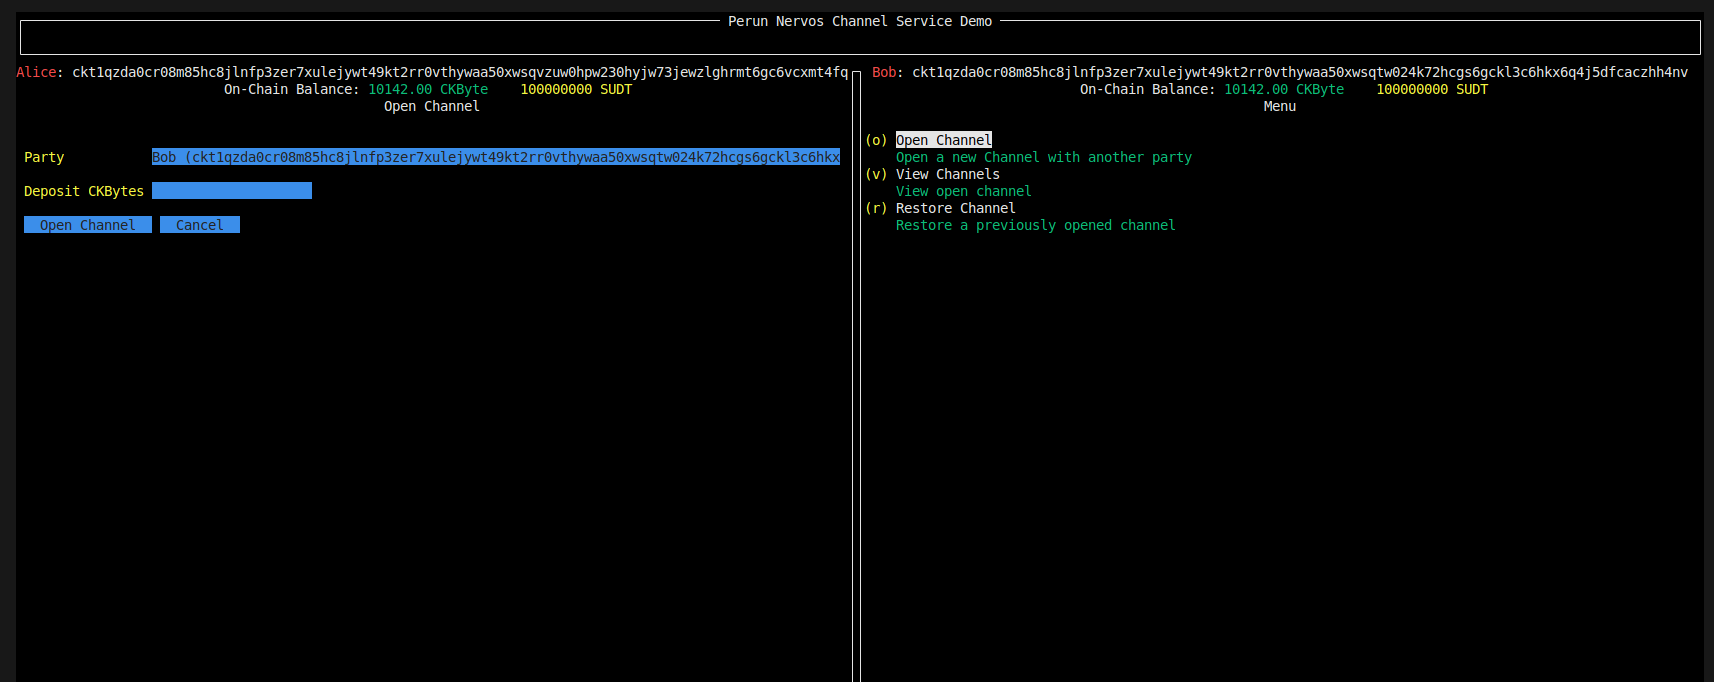 Perun Nervos Channel Service Demo
Alice: ckt1qzda0cr08m85hc8jlnfp3zer7xulejywt49kt2rr0vthywaa50xwsqvzuw0hpw230hyjw73jewzlghrmt6gc6vcxmt4fq
On-Chain Balance: 10142.00 CKByte 100000000 SUDT
Open Channel
Party Bob (ckt1qzda0cr08m85hc8jlnfp3zer7xulejywt49kt2rr0vthywaa50xwsqtw024k72hcgs6gckl3c6hkx
Deposit CKBytes
Open Channel Cancel
Bob: ckt1qzda0cr08m85hc8jlnfp3zer7xulejywt49kt2rr0vthywaa50xwsqtw024k72hcgs6gckl3c6hkx6q4j5dfcaczhh4nv
On-Chain Balance: 10142.00 CKByte 100000000 SUDT
Menu
(o) Open Channel
Open a new Channel with another party
(v) View Channels
View open channel
(r) Restore Channel
Restore a previously opened channel